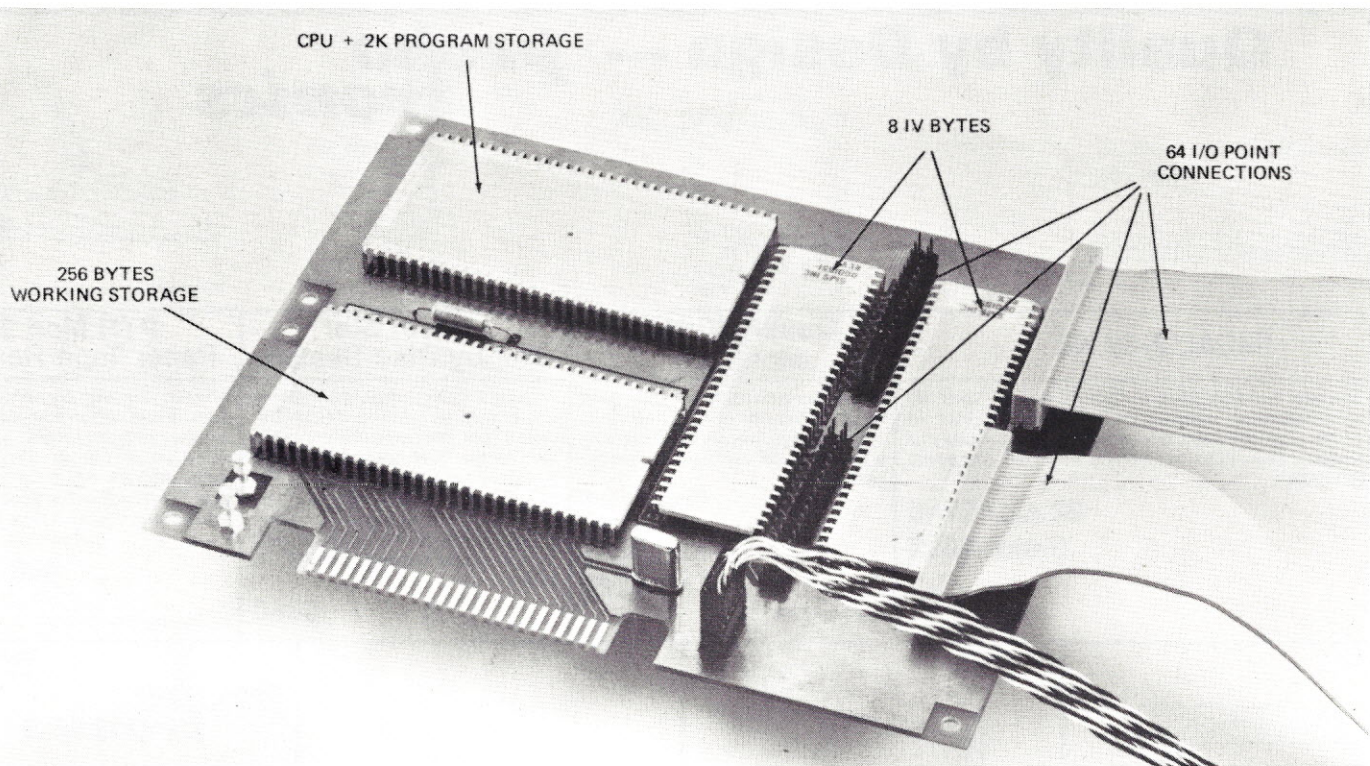 CPU + 2K PROGRAM STORAGE
8 IV BYTES
64 I/O POINT
CONNECTIONS
256 BYTES
WORKING STORAGE